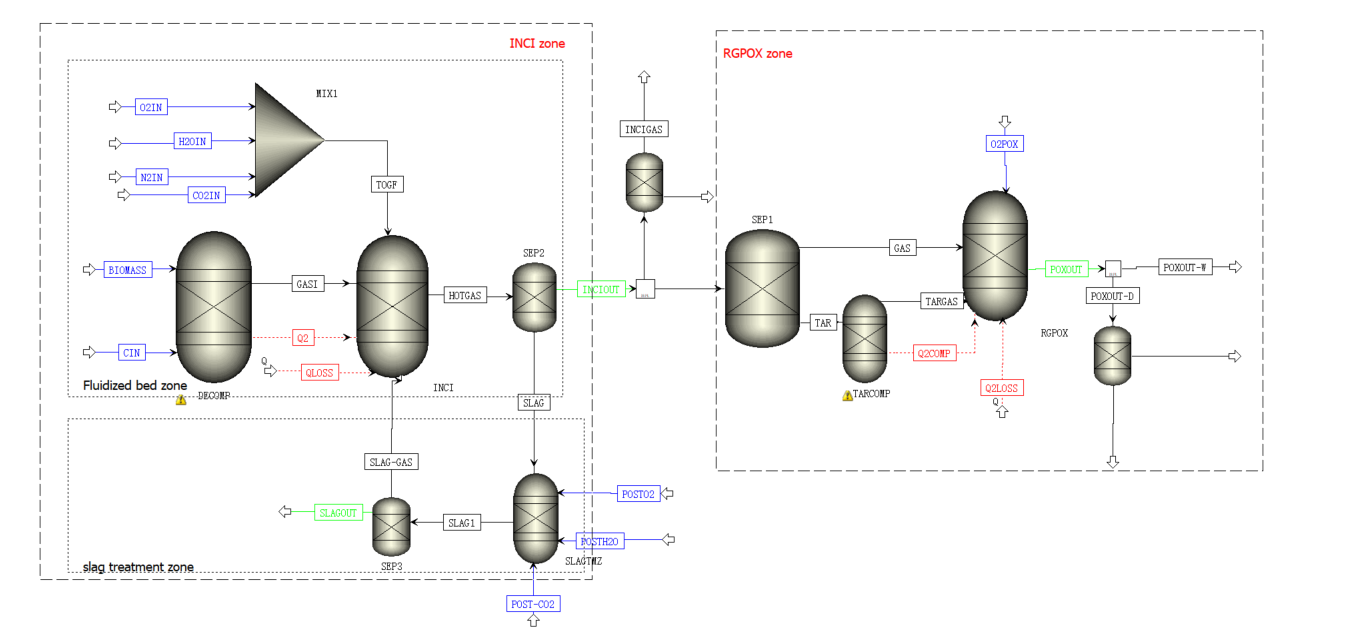 INCI zone
RGPOX zone
MIX1
O2IN
H2OIN
N2IN
CO2IN
TOGF
INCIGAS
O2POX
SEP1
SEP2
BIOMASS
GASI
HOTGAS
INCIOUT
GAS
POXOUT
POXOUT-W
POXOUT-D
TARGAS
TAR
Q2
CIN
Q
QLOSS
Q2COMP
RGPOX
Fluidized bed zone
DECOMP
INCI
TARCOMP
Q2LOSS
Q
SLAG
SLAG-GAS
SLAGOUT
SLAG1
POSTO2
POSTH2O
SLAGTMZ
SEP3
slag treatment zone
POST-CO2